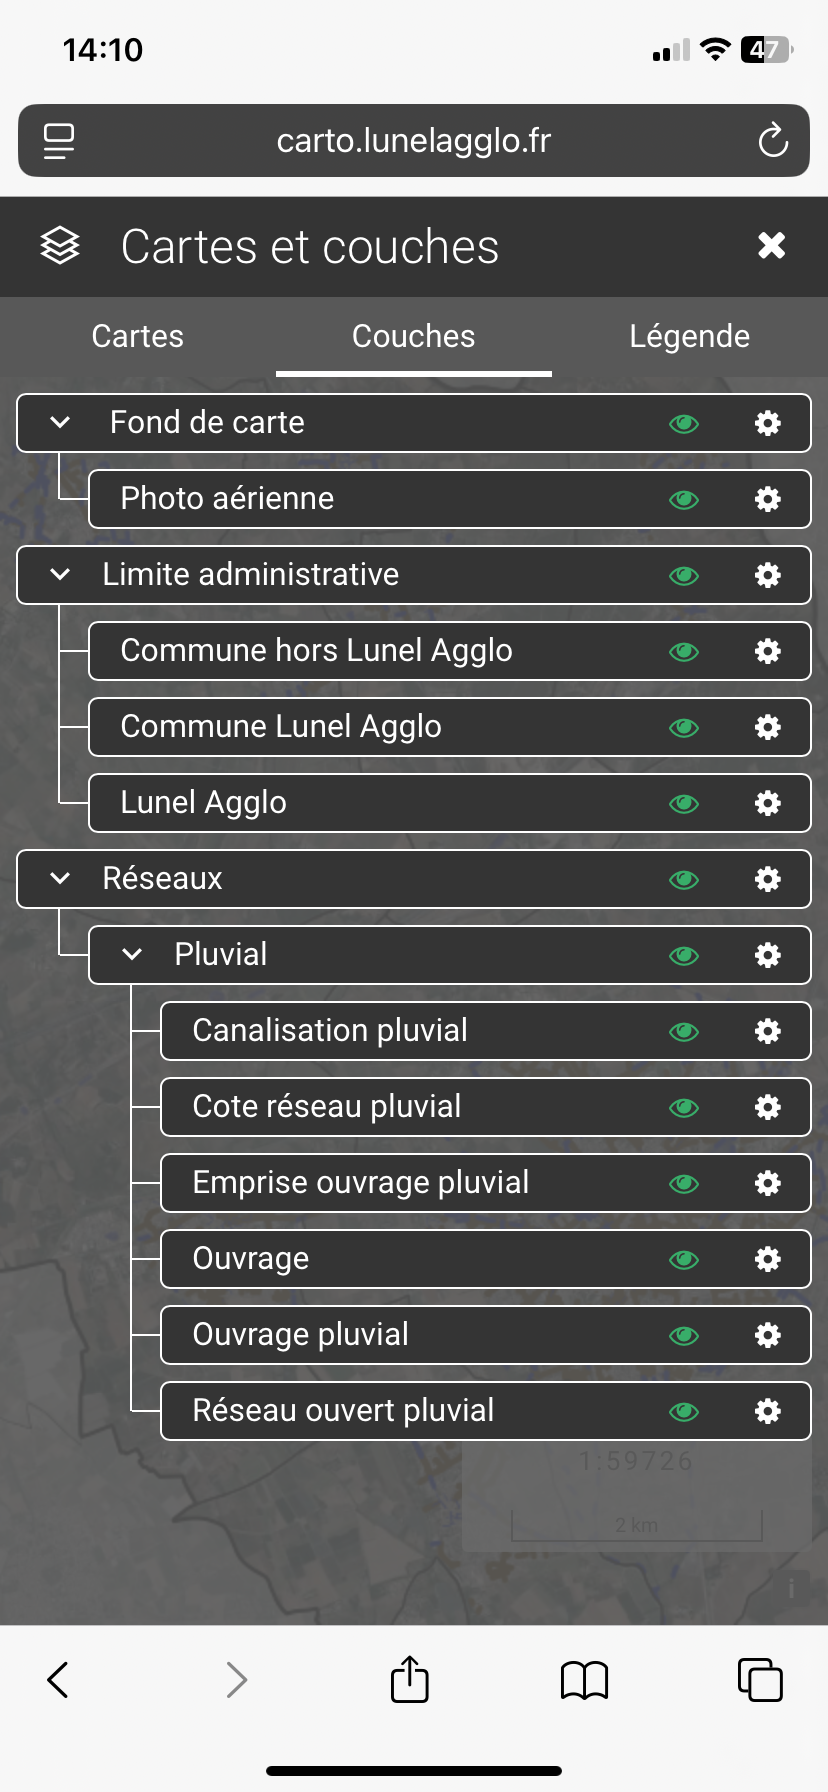 14:10
47
carto.lunelagglo.fr
Cartes et couches
Cartes
Couches
Légende
Fond de carte
Photo aérienne
Limite administrative
Commune hors Lunel Agglo
Commune Lunel Agglo
Lunel Agglo
Réseaux
Pluvial
Canalisation pluvial
Cote réseau pluvial
Emprise ouvrage pluvial
Ouvrage
Ouvrage pluvial
Réseau ouvert pluvial
1:59726
2 km
i